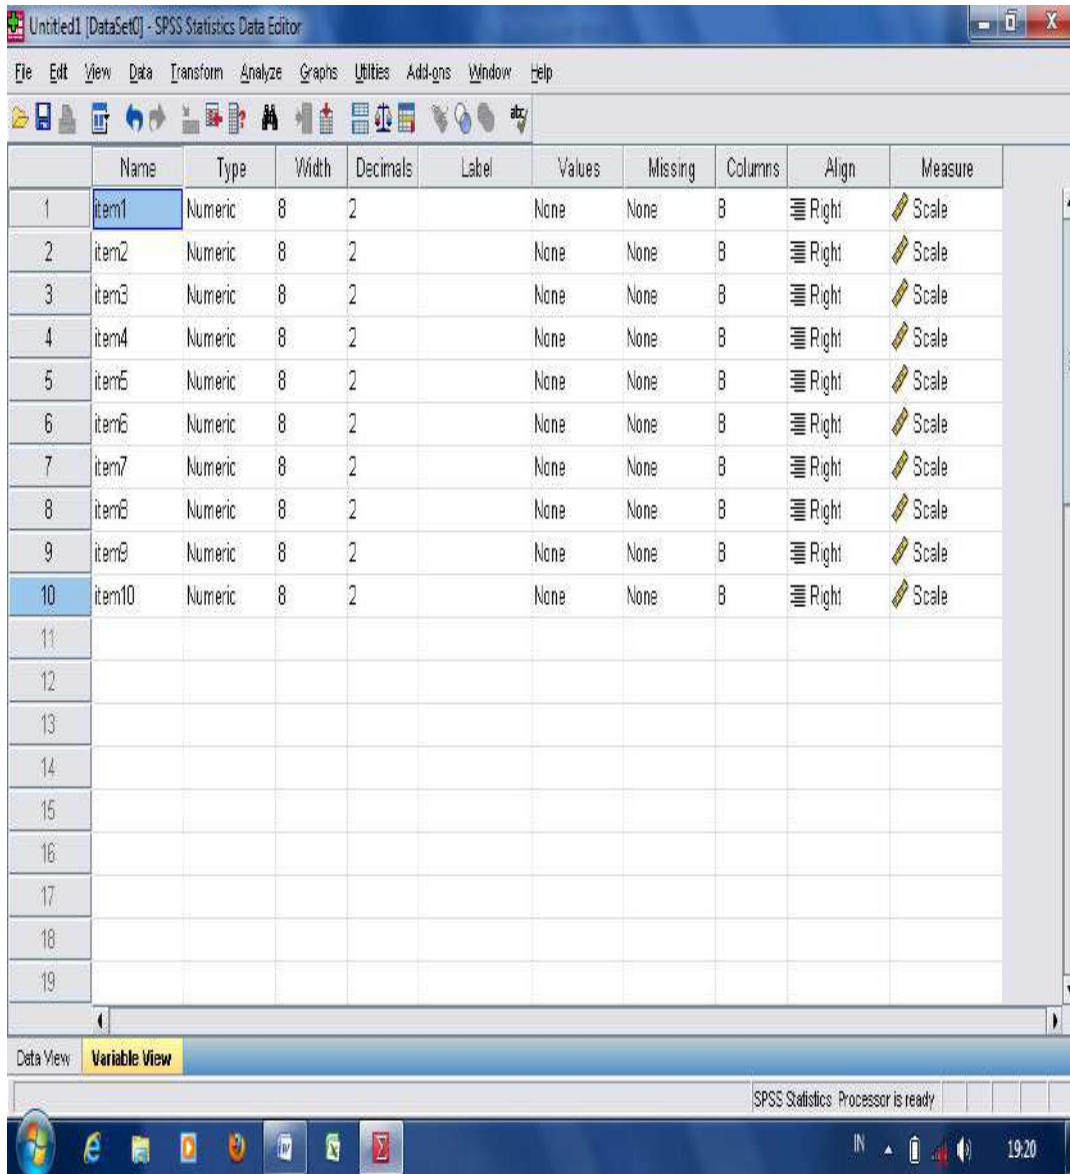 Untitled1 [DataSet0] - SPSS Statistics Data Editor
File Edit View Data Transform Analyze Graphs Utilities Add-ons Window Help
Name Type Width Decimals Label Values Missing Columns Align Measure
1 item1 Numeric 8 2 None None 8 Right Scale
2 item2 Numeric 8 2 None None 8 Right Scale
3 item3 Numeric 8 2 None None 8 Right Scale
4 item4 Numeric 8 2 None None 8 Right Scale
5 item5 Numeric 8 2 None None 8 Right Scale
6 item6 Numeric 8 2 None None 8 Right Scale
7 item7 Numeric 8 2 None None 8 Right Scale
8 item8 Numeric 8 2 None None 8 Right Scale
9 item9 Numeric 8 2 None None 8 Right Scale
10 item10 Numeric 8 2 None None 8 Right Scale
11
12
13
14
15
16
17
18
19
Data View Variable View
SPSS Statistics Processor is ready
IN 19:20